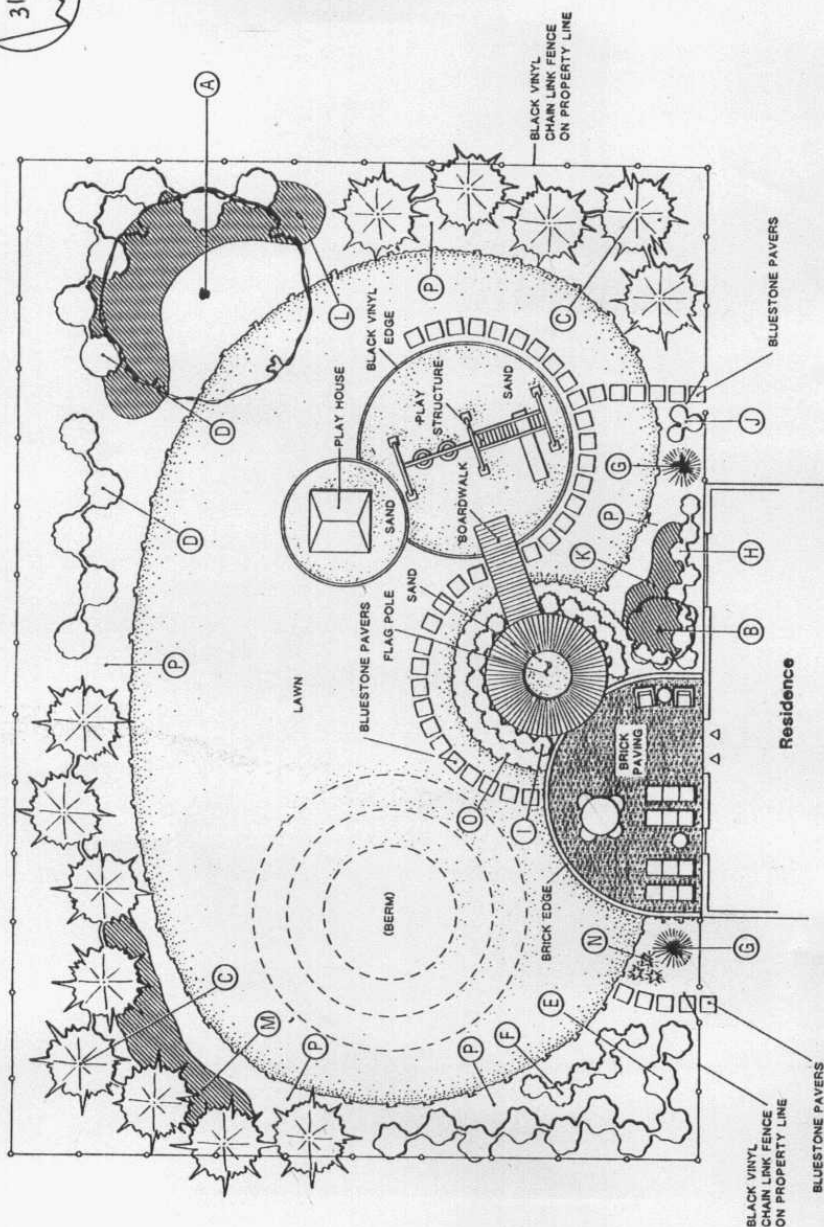 A
D
D
P
PLAY HOUSE
L
BLACK VINYL
EDGE
P
BLACK VINYL
CHAIN LINK FENCE
ON PROPERTY LINE
C
M
P
LAWN
SAND
PLAY
STRUCTURE
SAND
BOARDWALK
SAND
FLAG POLE
BLUESTONE PAVERS
(BERM)
C
P
F
E
BRICK EDGE
N
O
I
K
P
G
J
BLUESTONE PAVERS
BRICK
PAVING
B
H
G
Residence
BLACK VINYL
CHAIN LINK FENCE
ON PROPERTY LINE
BLUESTONE PAVERS